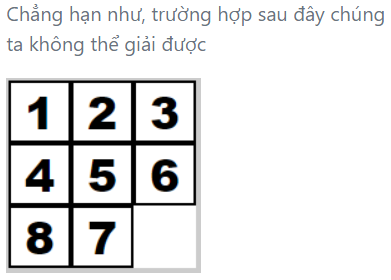 Chẳng hạn như, trường hợp sau đây chúng
ta không thể giải được
1 2 3
4 5 6
8 7